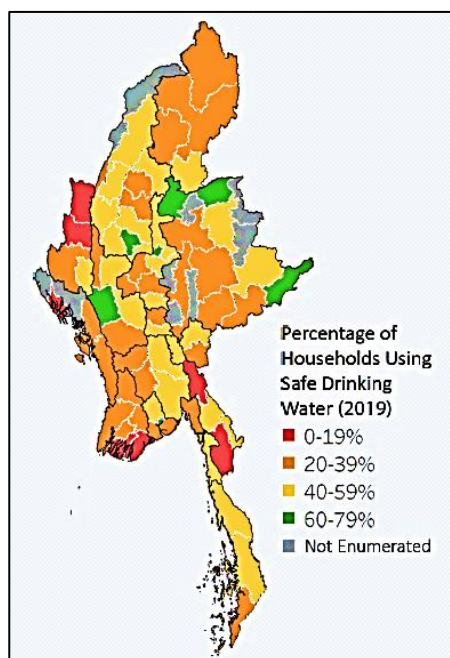 Percentage of
Households Using
Safe Drinking
Water (2019)
0-19%
20-39%
40-59%
60-79%
Not Enumerated